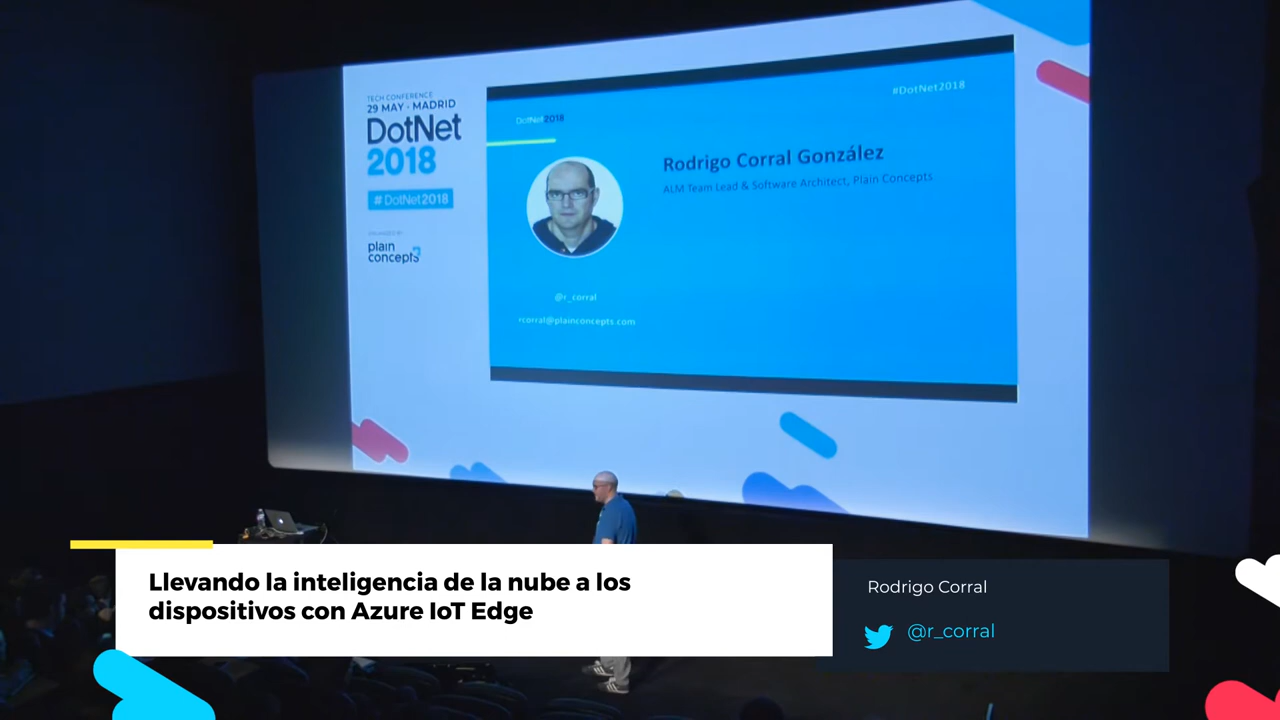 TECH CONFERENCE
29 MAY - MADRID
DotNet
2018
# DotNet2018
plain
concepts
#DotNet2018
DotNet2018
Rodrigo Corral González
ALM Team Lead & Software Architect, Plain Concepts
@r_corral
rcorral@plainconcepts.com
Llevando la inteligencia de la nube a los
dispositivos con Azure IoT Edge
Rodrigo Corral
@r_corral